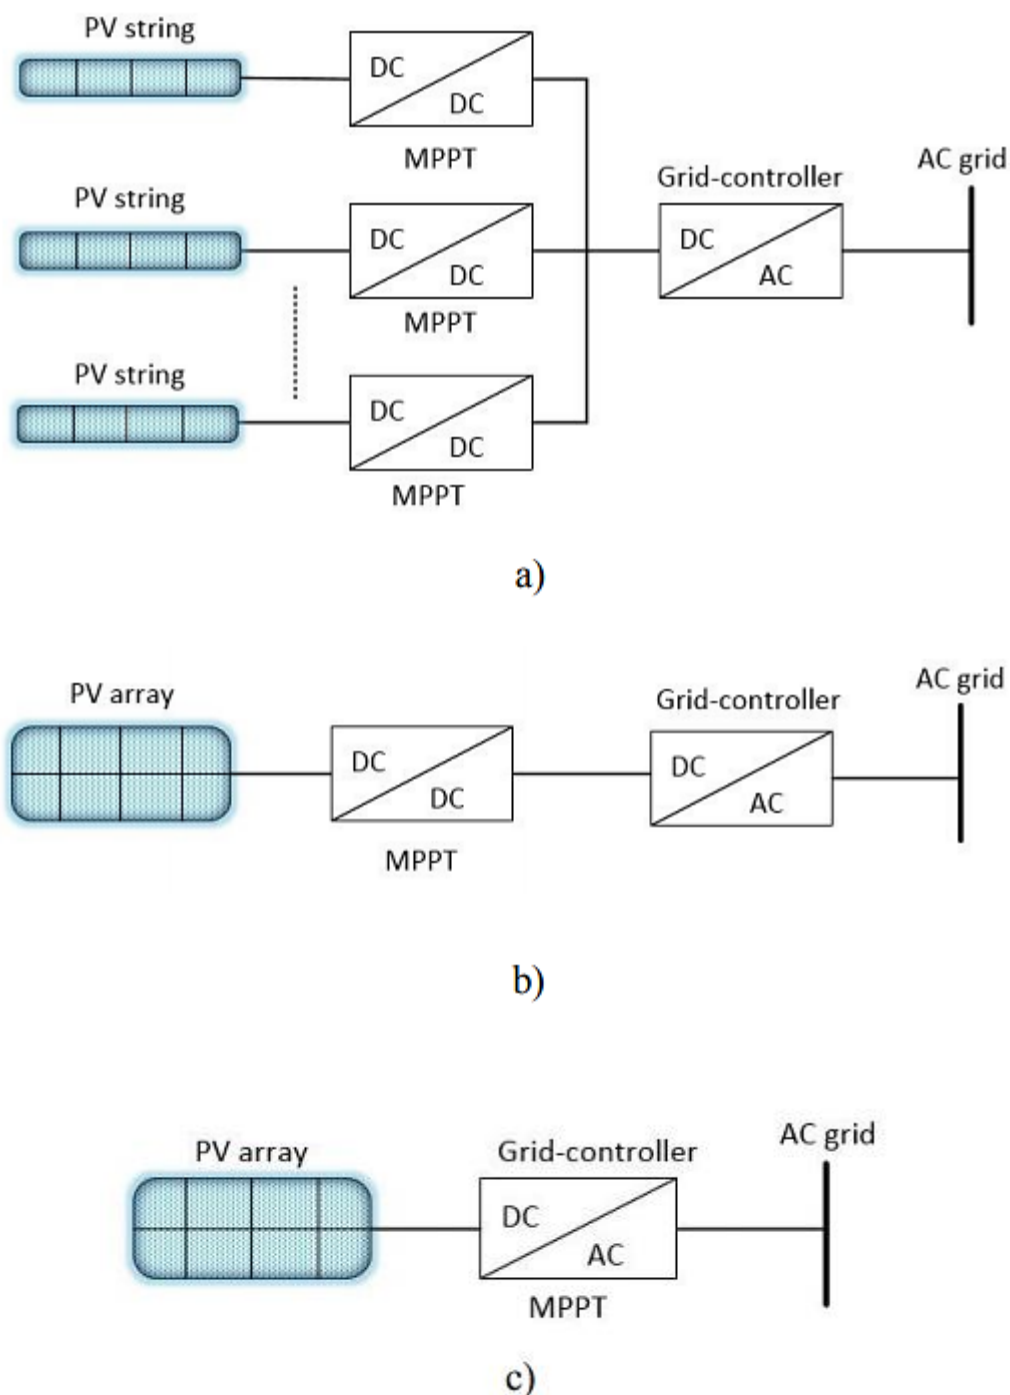 PV string
DC
DC
MPPT
PV string
DC
DC
MPPT
Grid-controller
DC
AC
AC grid
PV string
DC
DC
MPPT
a)
PV array
DC
DC
MPPT
Grid-controller
DC
AC
AC grid
b)
PV array
Grid-controller
DC
AC
MPPT
AC grid
c)